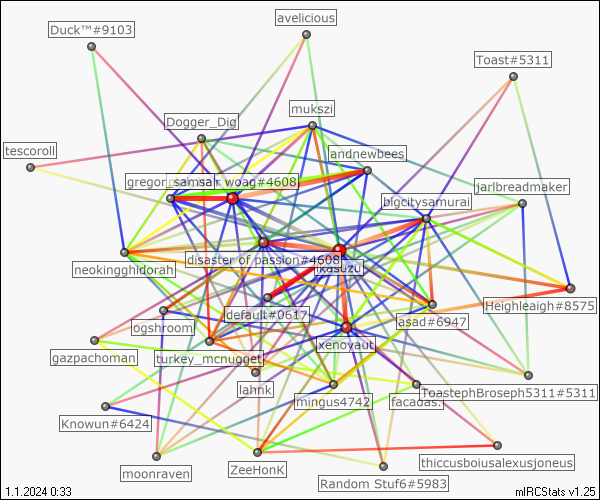 avelicious
Duck™#9103
Toast#5311
mukszi
Dogger_Dig
tescoroll
andnewbees
gregor_samsa
woag#4608
jarlbreadmaker
bigcitysamurai
disaster of passion#4608
kasuzu
neokingghidorah
Heighleaigh#8575
default#0617
ogshroom
asad#6947
xenovaut
gazpachoman
turkey_mcnugget
lahnk
ToastephBroseph5311#5311
mingus4742
facadas.
Knowun#6424
thiccusboiusalexusjoneus
ZeeHonK
moonraven
Random Stuf6#5983
1.1.2024 0:33
mIRCStats v1.25